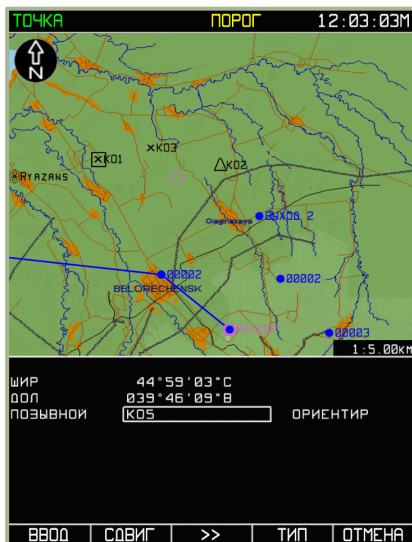 ТОЧКА ПОРОГ 12:03:03М
N
КО1
КО3
КО2
RYAZANS
Giaginskaya
ВЫХОД 2
00002
00002
BELORECHENSK
00003
1:5.00КМ
ШИР 44°59'03"С
ДОЛ 039°46'09"В
ПОЗЫВНОЙ КО5 ОРИЕНТИР
ВВОД СДВИГ >> ТИП ОТМЕНА